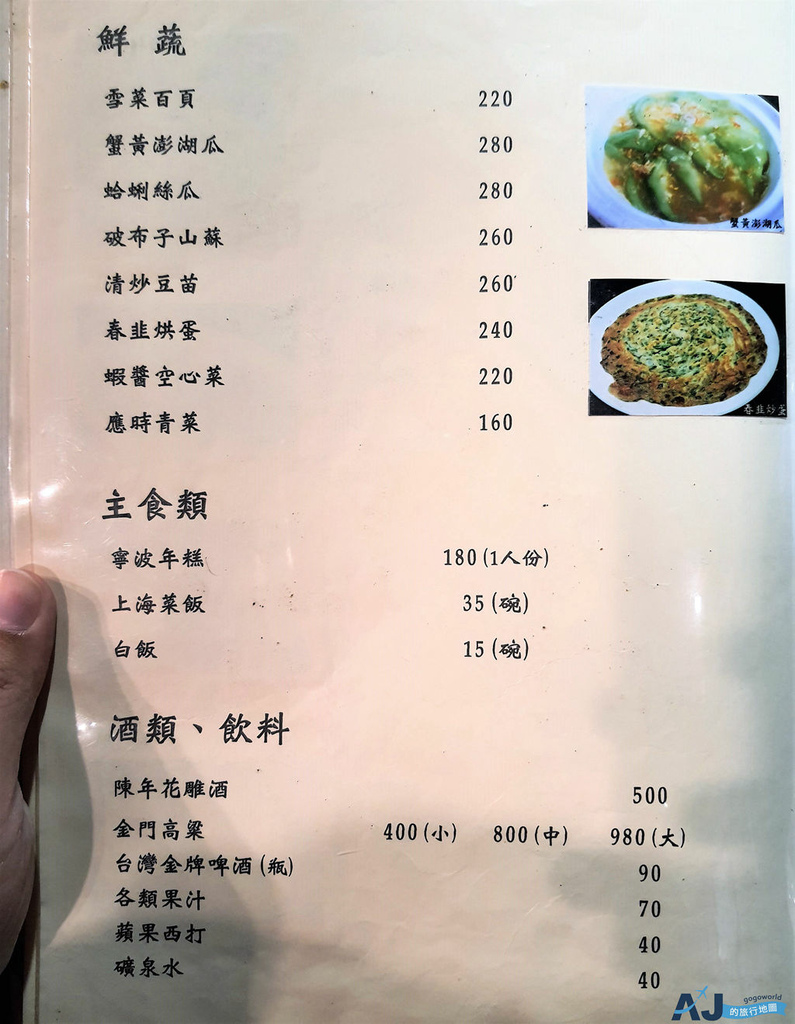 鮮 蔬
雪菜百頁 220
蟹黃澎湖瓜 280
蟹黃澎湖瓜
蛤蜊絲瓜 280
破布子山蘇 260
清炒豆苗 260
春韭烘蛋 240
蝦醬空心菜 220
春韭炒蛋
應時青菜 160
主食類
寧波年糕 180(1人份)
上海菜飯 35(碗)
白飯 15(碗)
酒類、飲料
陳年花雕酒 500
金門高粱 400(小) 800(中) 980(大)
台灣金牌啤酒(瓶) 90
各類果汁 70
蘋果西打 40
礦泉水 40
AJ gogoworld
的旅行地圖